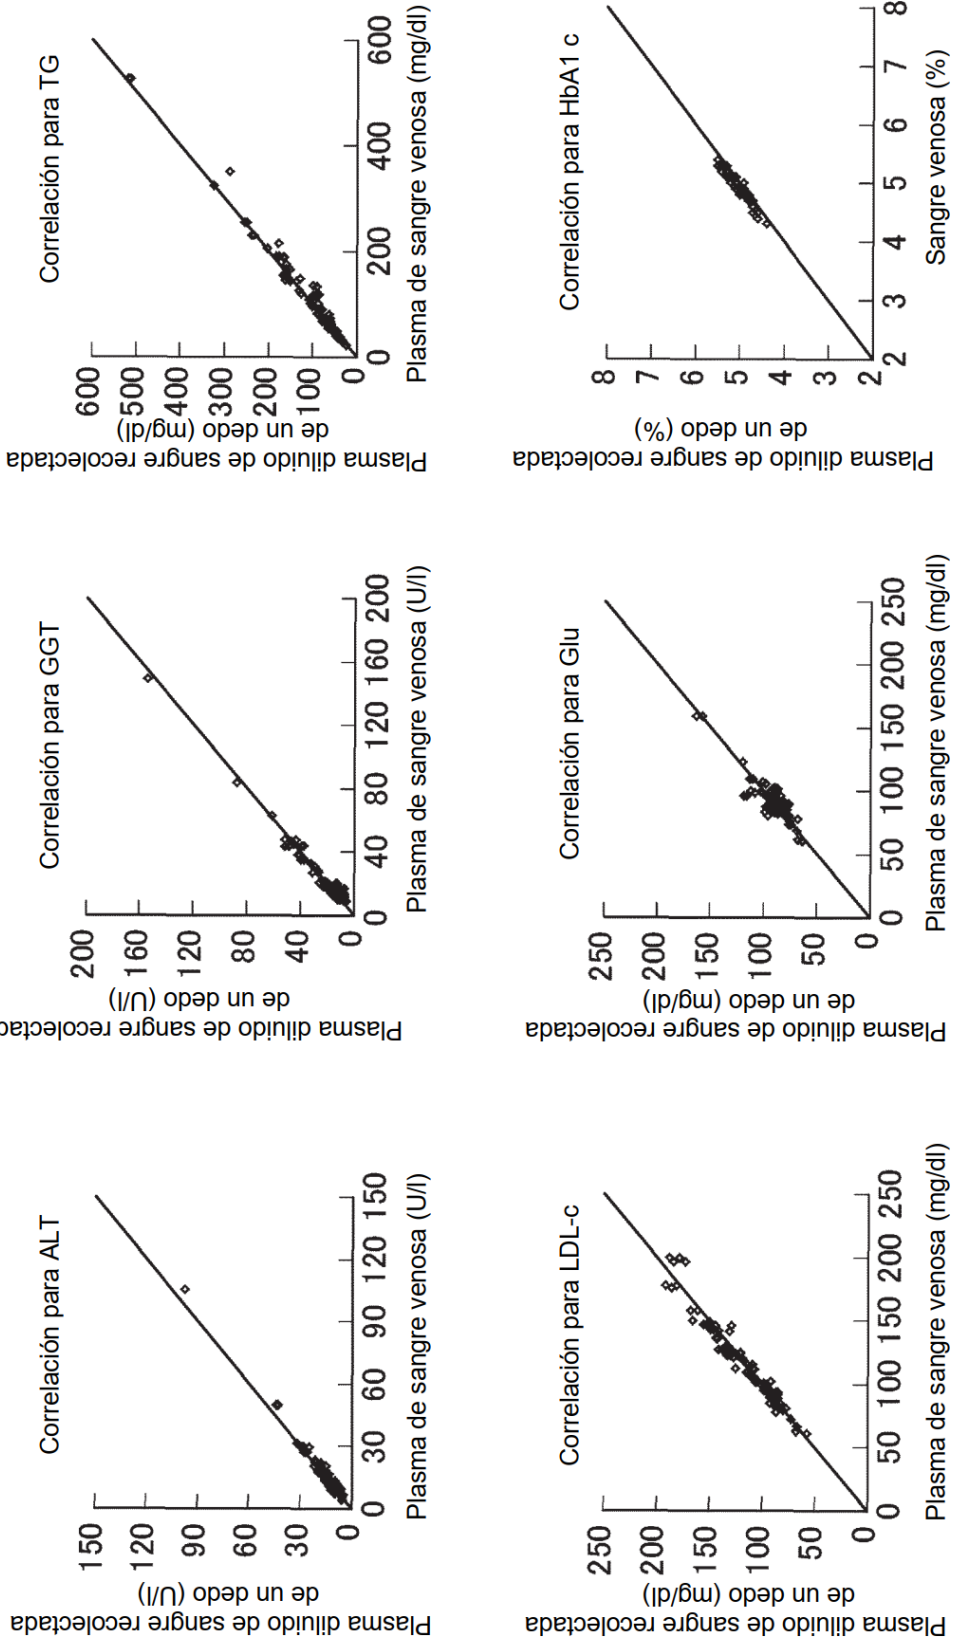 Correlación para ALT
Plasma diluido de sangre recolectada
de un dedo (U/l)
150
120
90
60
30
0
0 30 60 90 120 150
Plasma de sangre venosa (U/l)
Correlación para GGT
Plasma diluido de sangre recolectada
de un dedo (U/l)
200
160
120
80
40
0
0 40 80 120 160 200
Plasma de sangre venosa (U/l)
Correlación para TG
Plasma diluido de sangre recolectada
de un dedo (mg/dl)
600
500
400
300
200
100
0
0 200 400 600
Plasma de sangre venosa (mg/dl)
Correlación para LDL-c
Plasma diluido de sangre recolectada
de un dedo (mg/dl)
250
200
150
100
50
0
0 50 100 150 200 250
Plasma de sangre venosa (mg/dl)
Correlación para Glu
Plasma diluido de sangre recolectada
de un dedo (mg/dl)
250
200
150
100
50
0
0 50 100 150 200 250
Plasma de sangre venosa (mg/dl)
Correlación para HbA1 c
Plasma diluido de sangre recolectada
de un dedo (%)
8
7
6
5
4
3
2
2 3 4 5 6 7 8
Sangre venosa (%)